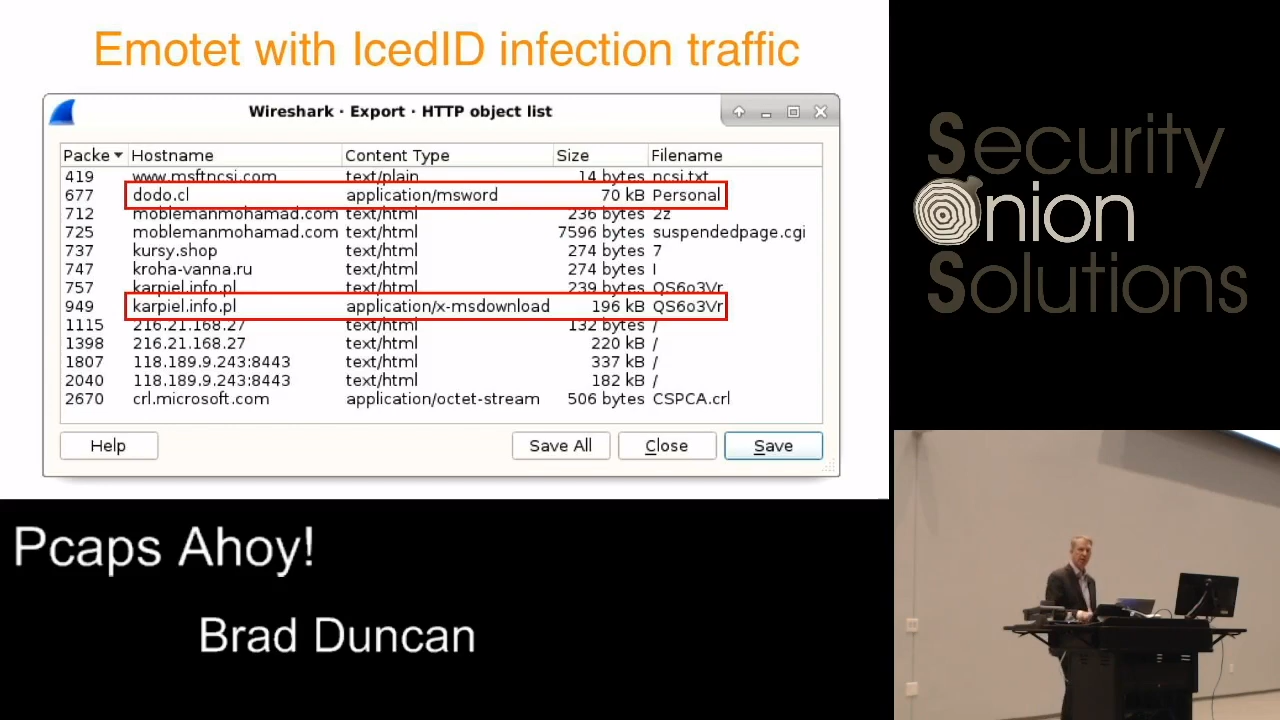 Emotet with IcedID infection traffic
Wireshark · Export · HTTP object list
Packe Hostname Content Type Size Filename
419 www.msftncsi.com text/plain 14 bytes ncsi.txt
677 dodo.cl application/msword 70 kB Personal
712 moblemanmohamad.com text/html 236 bytes 2z
725 moblemanmohamad.com text/html 7596 bytes suspendedpage.cgi
737 kursy.shop text/html 274 bytes 7
747 kroha-vanna.ru text/html 274 bytes I
757 karpiel.info.pl text/html 239 bytes QS6o3Vr
949 karpiel.info.pl application/x-msdownload 196 kB QS6o3Vr
1115 216.21.168.27 text/html 132 bytes /
1398 216.21.168.27 text/html 220 kB /
1807 118.189.9.243:8443 text/html 337 kB /
2040 118.189.9.243:8443 text/html 182 kB /
2670 crl.microsoft.com application/octet-stream 506 bytes CSPCA.crl
Help Save All Close Save
Security
Onion
Solutions
Pcaps Ahoy!
Brad Duncan